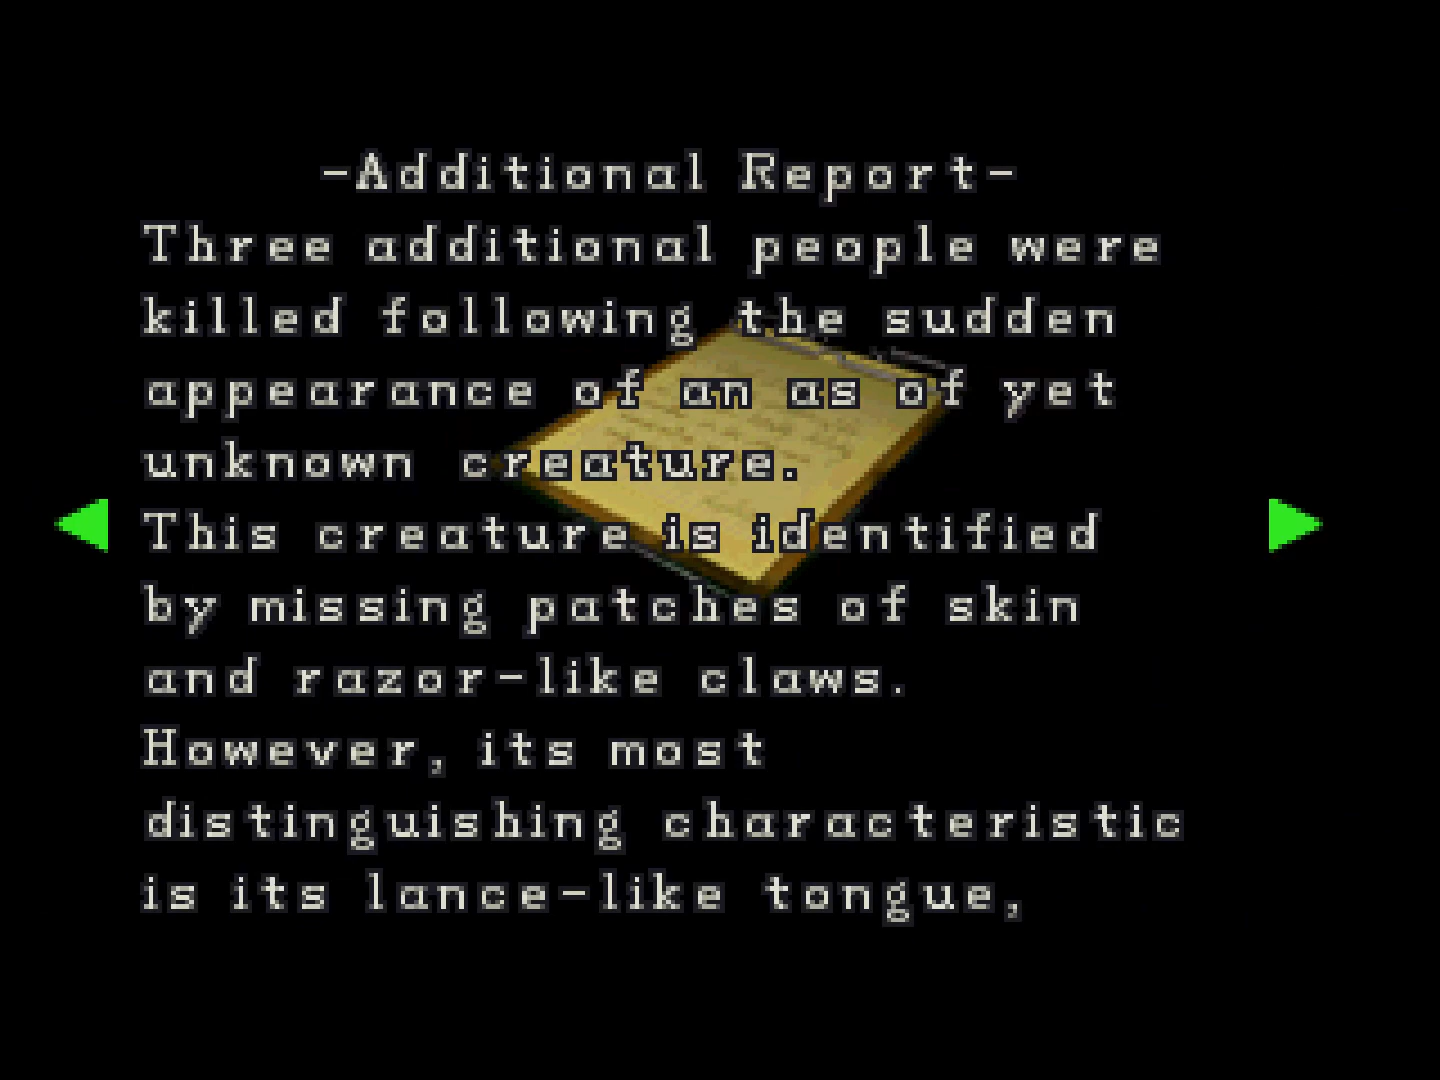 -Additional Report-
Three additional people were
killed following the sudden
appearance of an as of yet
unknown creature.
This creature is identified
by missing patches of skin
and razor-like claws.
However, its most
distinguishing characteristic
is its lance-like tongue,